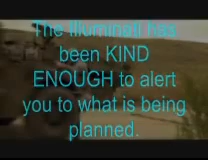 The Illuminati has
been KIND
ENOUGH to alert
you to what is being
planned.